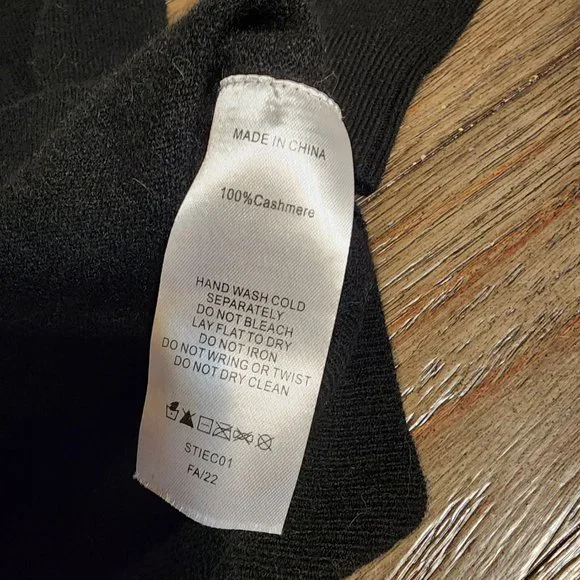 MADE IN CHINA
100%Cashmere
HAND WASH COLD
SEPARATELY
DO NOT BLEACH
LAY FLAT TO DRY
DO NOT IRON
DO NOT WRING OR TWIST
DO NOT DRY CLEAN
STIEC01
FA/22